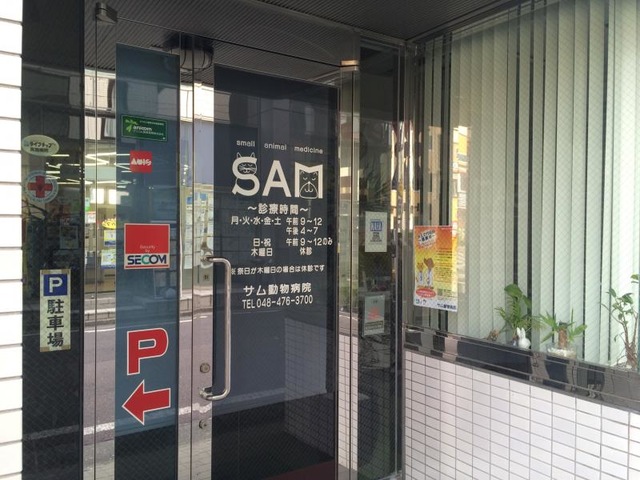 small animal medicine
SAM
～診療時間～
月・火・水・金・土 午前 9～12
午後 4～7
日・祝 午前 9～12のみ
木曜日 休診
※祭日が木曜日の場合は休診です
サム動物病院
TEL 048-476-3700
anicom
Security by
SECOM
P
P
駐車場